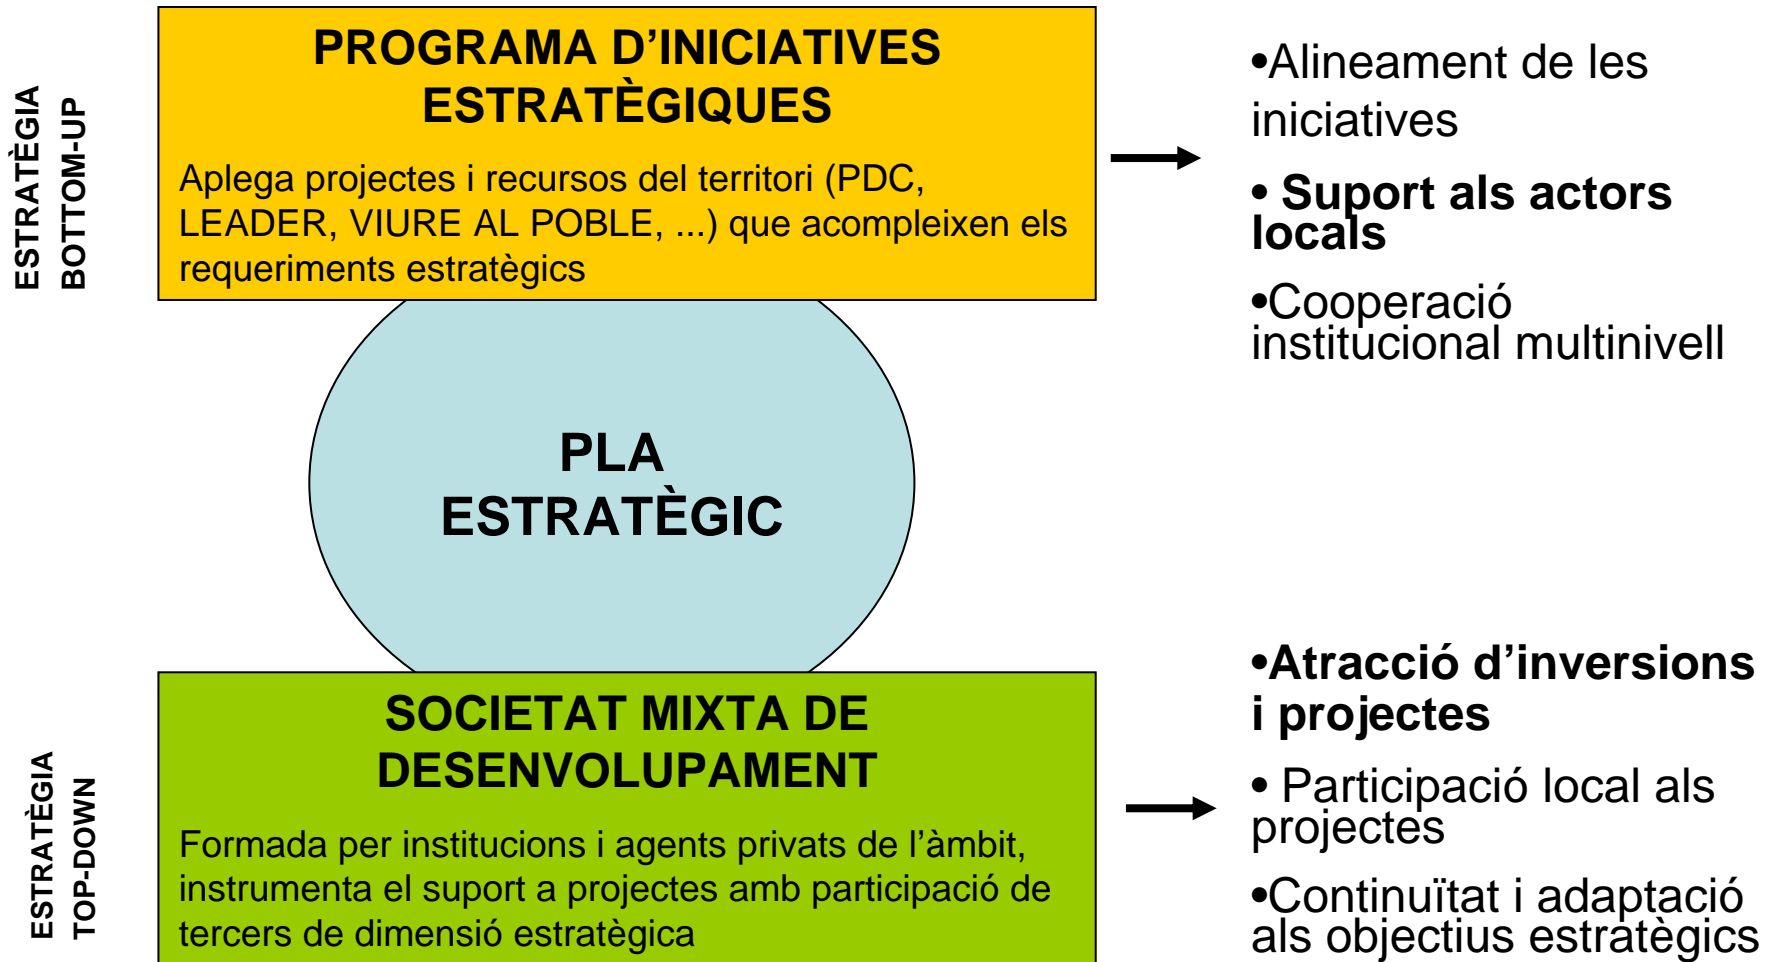 ESTRATÈGIA
BOTTOM-UP
PROGRAMA D’INICIATIVES
ESTRATÈGIQUES
Aplega projectes i recursos del territori (PDC,
LEADER, VIURE AL POBLE, ...) que acompleixen els
requeriments estratègics
•Alineament de les
iniciatives
• Suport als actors
locals
•Cooperació
institucional multinivell
PLA
ESTRATÈGIC
ESTRATÈGIA
TOP-DOWN
SOCIETAT MIXTA DE
DESENVOLUPAMENT
Formada per institucions i agents privats de l’àmbit,
instrumenta el suport a projectes amb participació de
tercers de dimensió estratègica
•Atracció d’inversions
i projectes
• Participació local als
projectes
•Continuïtat i adaptació
als objectius estratègics